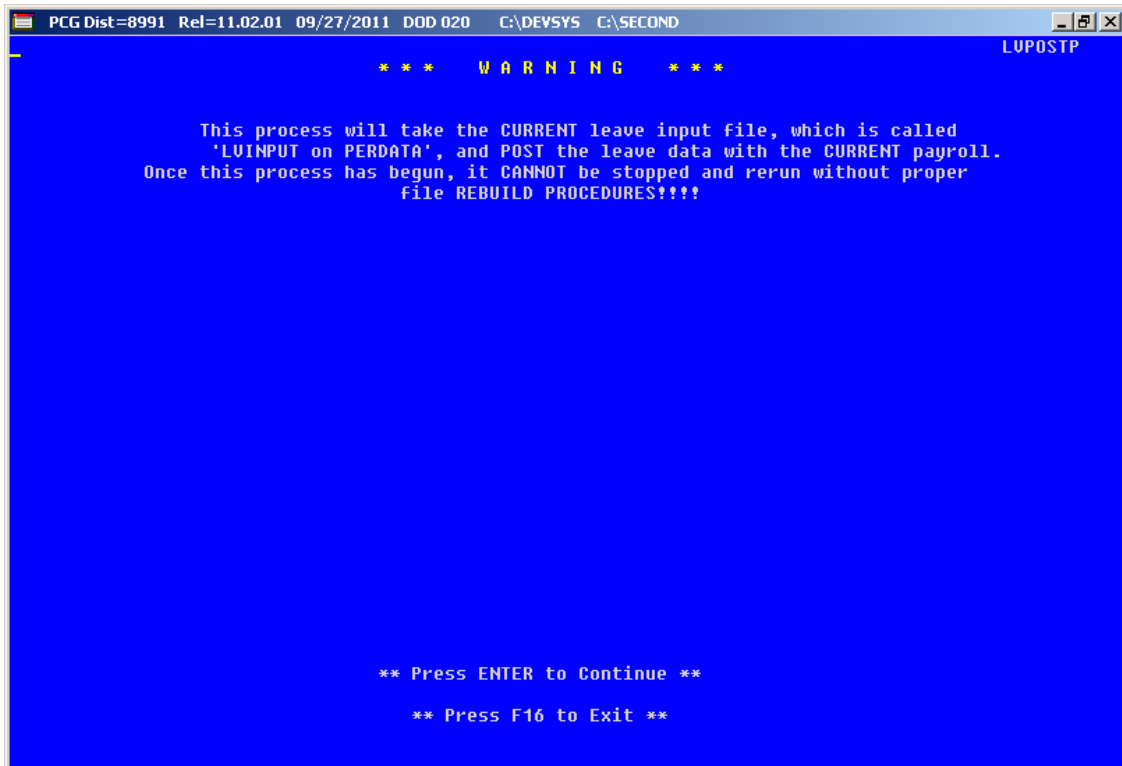 PCG Dist=8991 Rel=11.02.01 09/27/2011 DOD 020 C:\DEVSYS C:\SECOND
LVPOSTP
* * * W A R N I N G * * *
This process will take the CURRENT leave input file, which is called
'LVINPUT on PERDATA', and POST the leave data with the CURRENT payroll.
Once this process has begun, it CANNOT be stopped and rerun without proper
file REBUILD PROCEDURES!!!!
** Press ENTER to Continue **
** Press F16 to Exit **